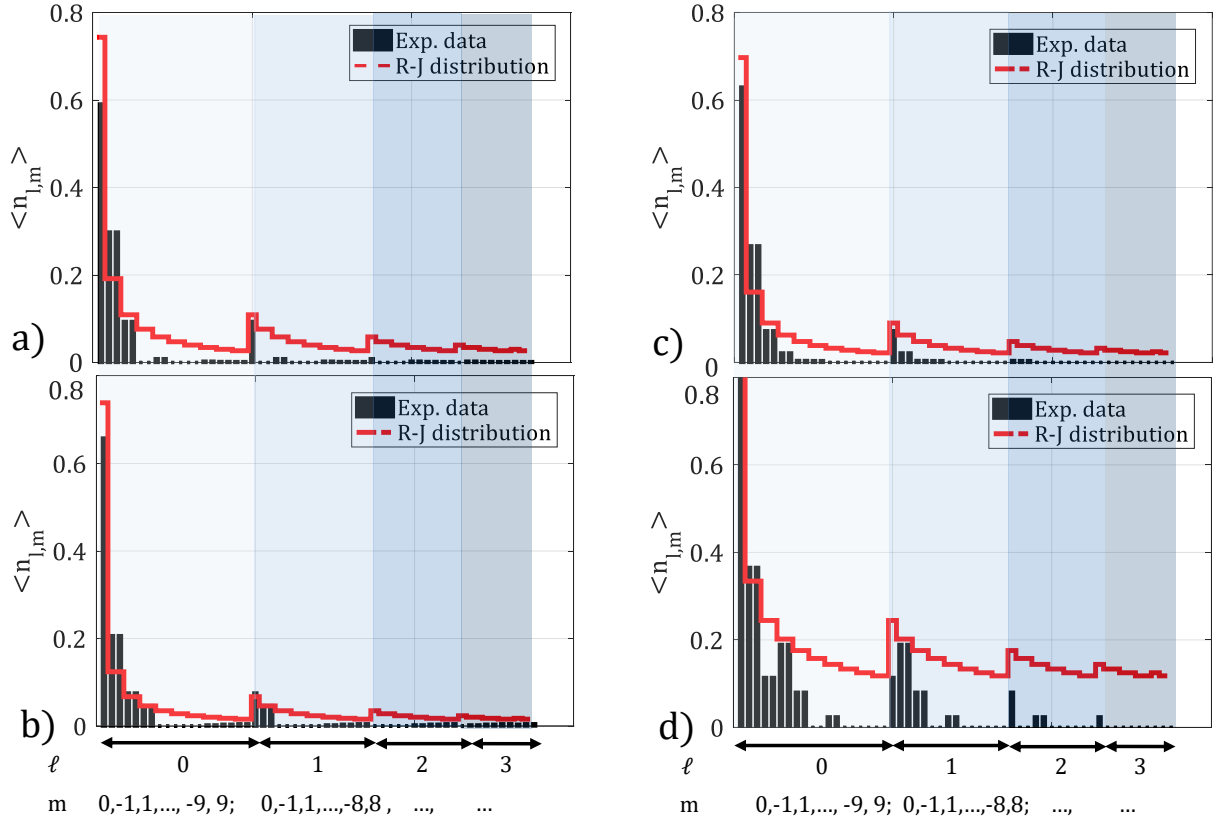 0.8
Exp. data
R-J distribution
0.6
0.4
0.2
0
<n_{l,m}>
a)
0.8
Exp. data
R-J distribution
0.6
0.4
0.2
0
<n_{l,m}>
b)
0.8
Exp. data
R-J distribution
0.6
0.4
0.2
0
<n_{l,m}>
c)
0.8
Exp. data
R-J distribution
0.6
0.4
0.2
0
<n_{l,m}>
d)
ℓ 0 1 2 3 0 1 2 3
m 0,-1,1,..., -9, 9; 0,-1,1,...,-8,8 , ..., ... 0,-1,1,..., -9, 9; 0,-1,1,...,-8,8; ..., ...